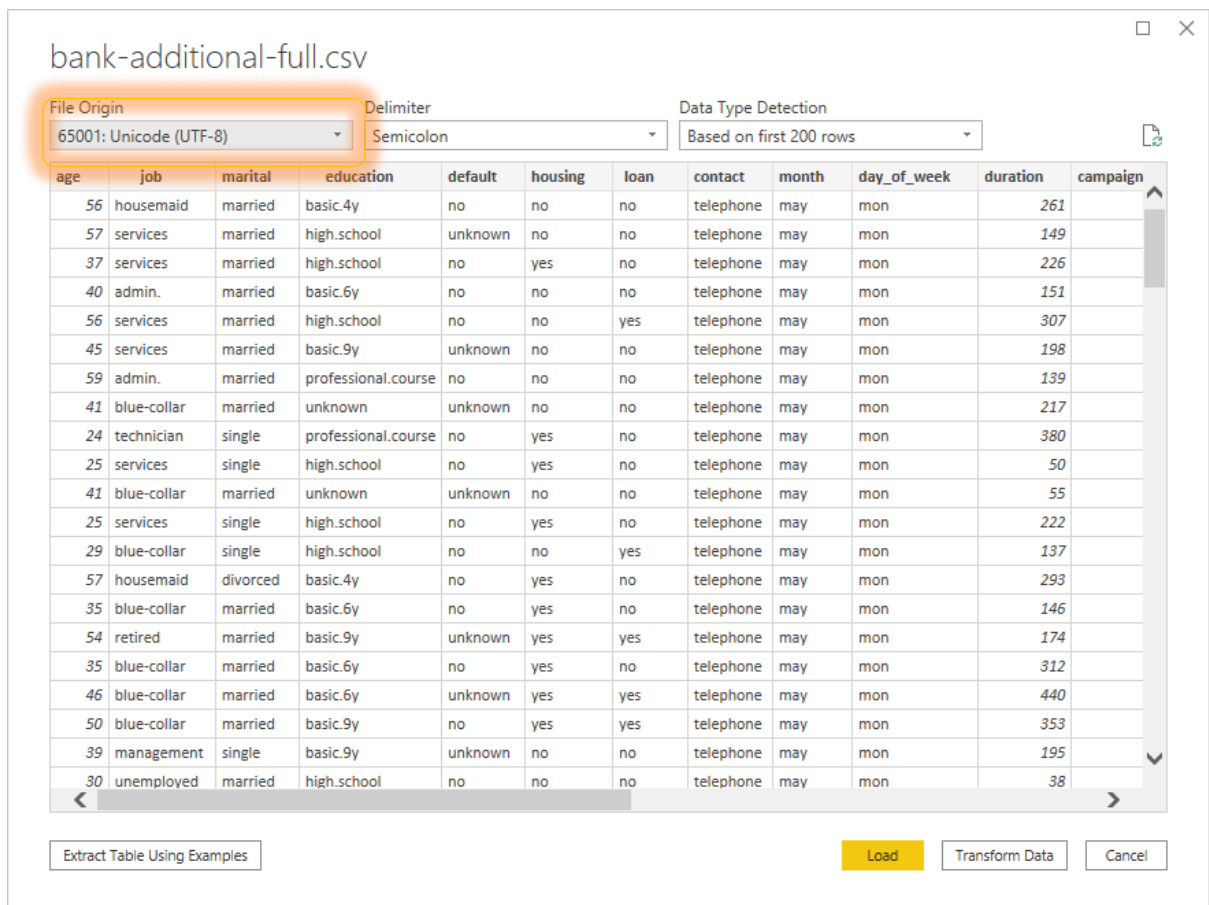 bank-additional-full.csv
File Origin Delimiter Data Type Detection
65001: Unicode (UTF-8) Semicolon Based on first 200 rows
age job marital education default housing loan contact month day_of_week duration campaign
56 housemaid married basic.4y no no no telephone may mon 261
57 services married high.school unknown no no telephone may mon 149
37 services married high.school no yes no telephone may mon 226
40 admin. married basic.6y no no no telephone may mon 151
56 services married high.school no no yes telephone may mon 307
45 services married basic.9y unknown no no telephone may mon 198
59 admin. married professional.course no no no telephone may mon 139
41 blue-collar married unknown unknown no no telephone may mon 217
24 technician single professional.course no yes no telephone may mon 380
25 services single high.school no yes no telephone may mon 50
41 blue-collar married unknown unknown no no telephone may mon 55
25 services single high.school no yes no telephone may mon 222
29 blue-collar single high.school no no yes telephone may mon 137
57 housemaid divorced basic.4y no yes no telephone may mon 293
35 blue-collar married basic.6y no yes no telephone may mon 146
54 retired married basic.9y unknown yes yes telephone may mon 174
35 blue-collar married basic.6y no yes no telephone may mon 312
46 blue-collar married basic.6y unknown yes yes telephone may mon 440
50 blue-collar married basic.9y no yes yes telephone may mon 353
39 management single basic.9y unknown no no telephone may mon 195
30 unemployed married high.school no no no telephone may mon 38
Extract Table Using Examples Load Transform Data Cancel